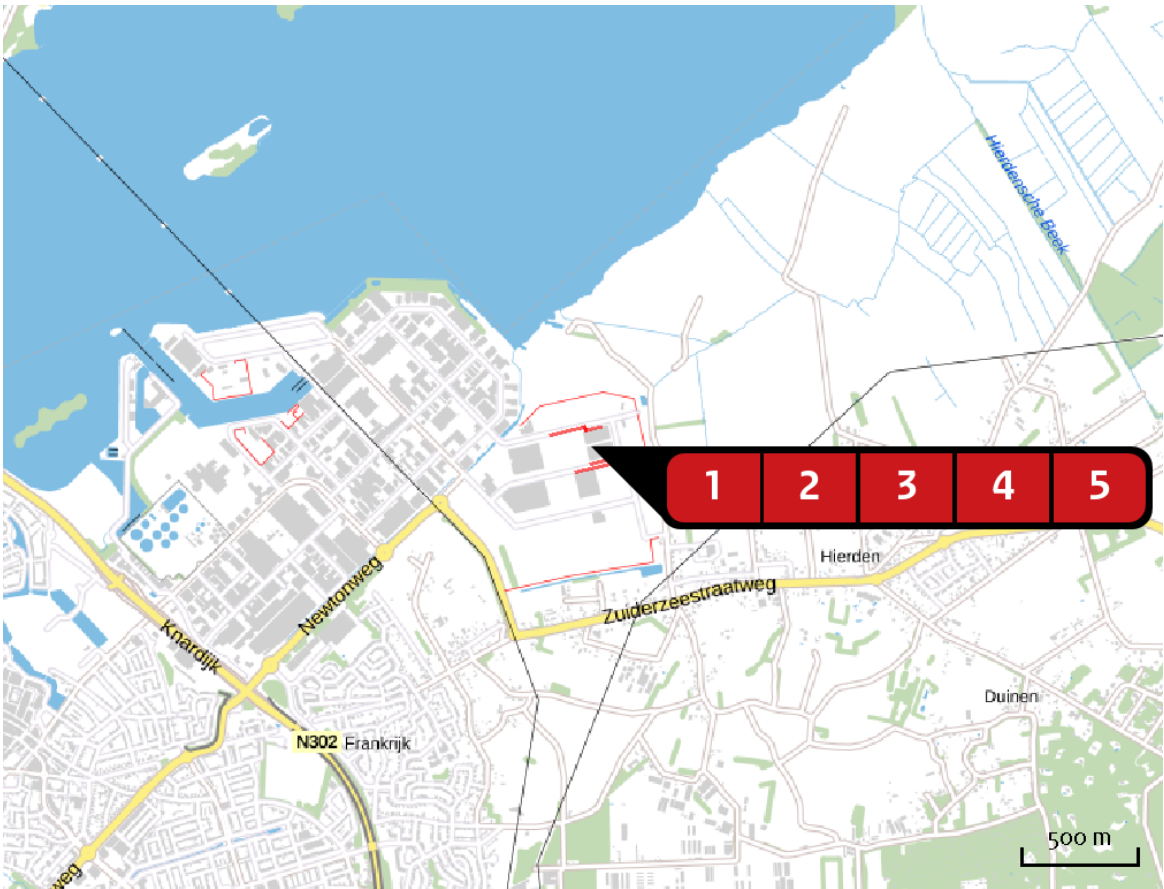 Hierdensche Beek
1 2 3 4 5
Hierden
Newtonweg
Zuiderzeestraatweg
Knardijk
Duinen
N302 Frankrijk
500 m
weg